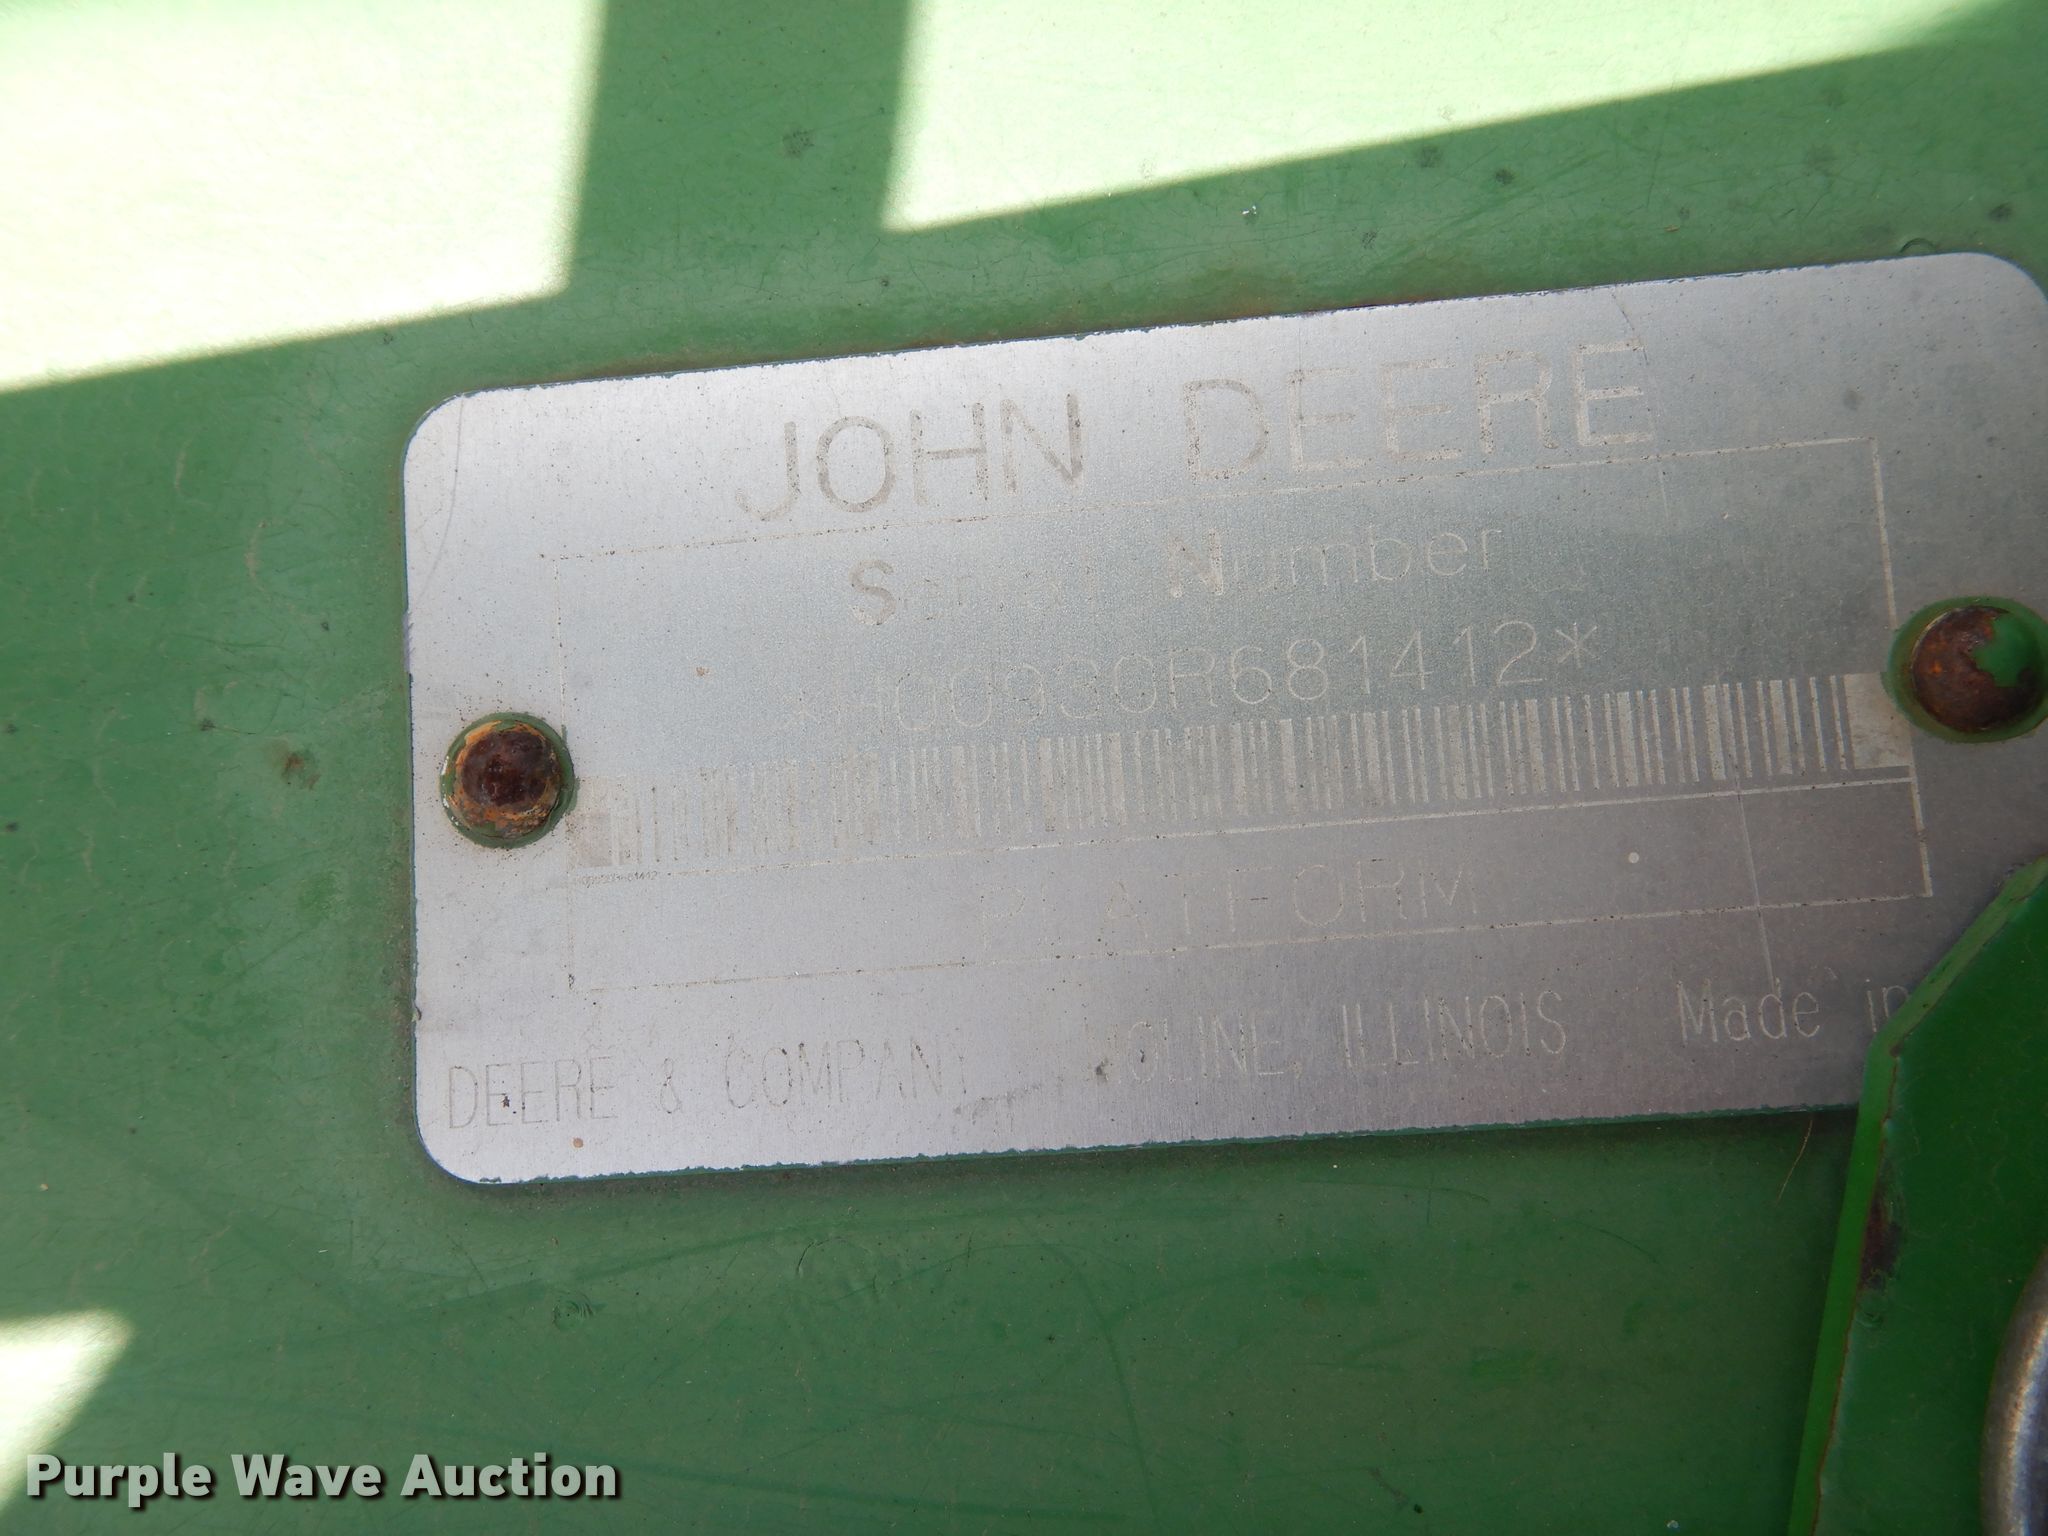 JOHN DEERE
Serial Number
*H00930R681412*
PLATFORM
DEERE & COMPANY MOLINE, ILLINOIS Made in
Purple Wave Auction